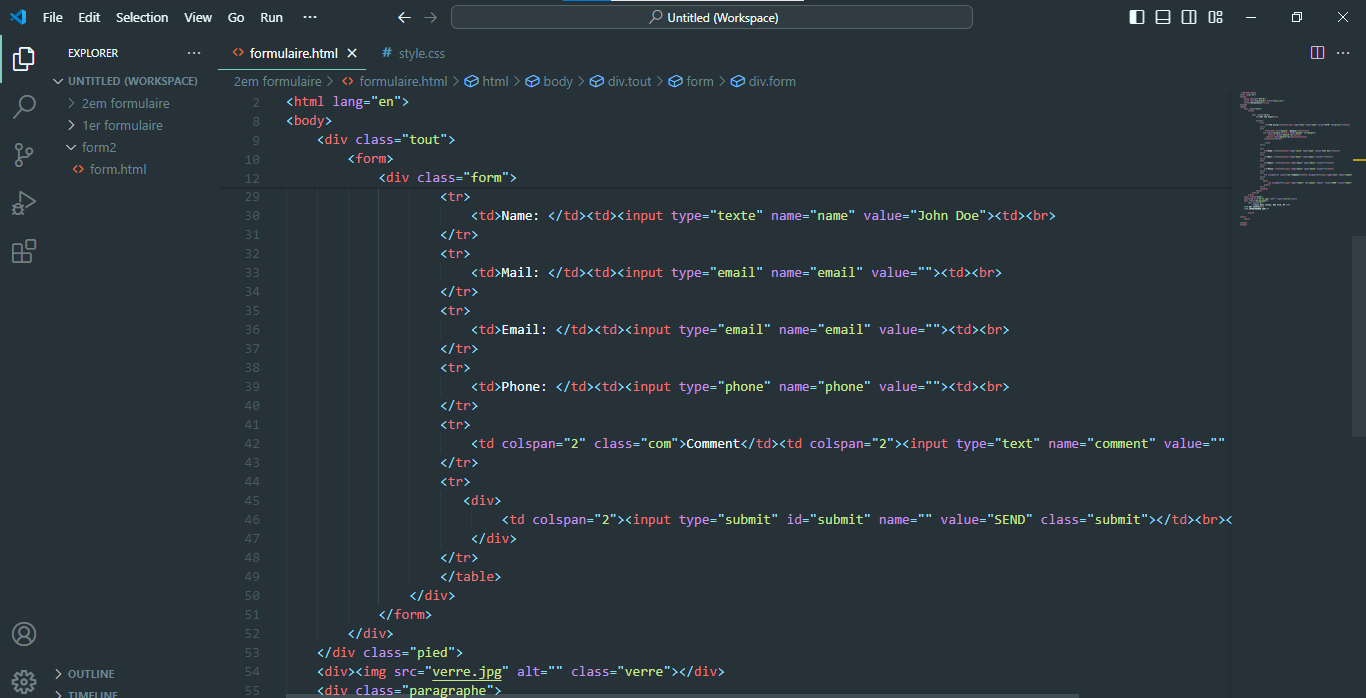 File Edit Selection View Go Run ··· Untitled (Workspace)
EXPLORER ···
UNTITLED (WORKSPACE)
2em formulaire
1er formulaire
form2
<> form.html
OUTLINE
TIMELINE
<> formulaire.html # style.css
2em formulaire > <> formulaire.html > html > body > div.tout > form > div.form
2 <html lang="en">
8 <body>
9 <div class="tout">
10 <form>
12 <div class="form">
29 <tr>
30 <td>Name: </td><td><input type="texte" name="name" value="John Doe"><td><br>
31 </tr>
32 <tr>
33 <td>Mail: </td><td><input type="email" name="email" value=""><td><br>
34 </tr>
35 <tr>
36 <td>Email: </td><td><input type="email" name="email" value=""><td><br>
37 </tr>
38 <tr>
39 <td>Phone: </td><td><input type="phone" name="phone" value=""><td><br>
40 </tr>
41 <tr>
42 <td colspan="2" class="com">Comment</td><td colspan="2"><input type="text" name="comment" value=""
43 </tr>
44 <tr>
45 <div>
46 <td colspan="2"><input type="submit" id="submit" name="" value="SEND" class="submit"></td><br><
47 </div>
48 </tr>
49 </table>
50 </div>
51 </form>
52 </div>
53 </div class="pied">
54 <div><img src="verre.jpg" alt="" class="verre"></div>
55 <div class="paragraphe">